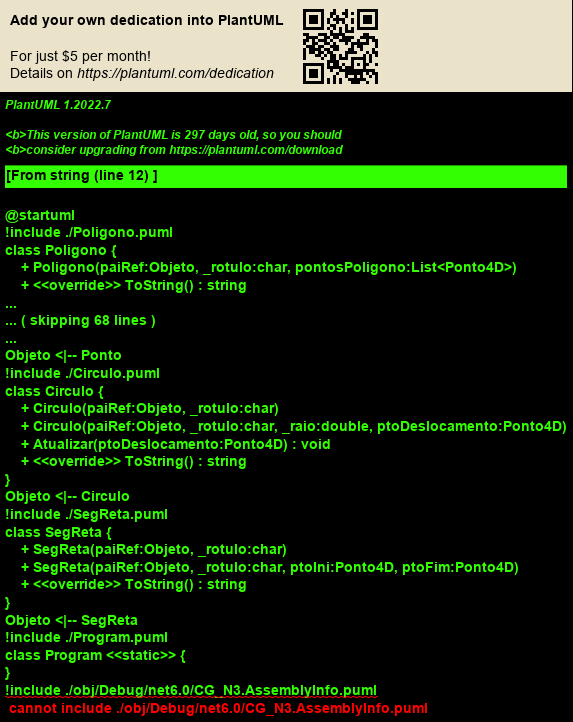 Add your own dedication into PlantUML
For just $5 per month!
Details on https://plantuml.com/dedication
PlantUML 1.2022.7
<b>This version of PlantUML is 297 days old, so you should
<b>consider upgrading from https://plantuml.com/download
[From string (line 12) ]
@startuml
!include ./Poligono.puml
class Poligono {
+ Poligono(paiRef:Objeto, _rotulo:char, pontosPoligono:List<Ponto4D>)
+ <<override>> ToString() : string
...
... ( skipping 68 lines )
...
Objeto <|-- Ponto
!include ./Circulo.puml
class Circulo {
+ Circulo(paiRef:Objeto, _rotulo:char)
+ Circulo(paiRef:Objeto, _rotulo:char, _raio:double, ptoDeslocamento:Ponto4D)
+ Atualizar(ptoDeslocamento:Ponto4D) : void
+ <<override>> ToString() : string
}
Objeto <|-- Circulo
!include ./SegReta.puml
class SegReta {
+ SegReta(paiRef:Objeto, _rotulo:char)
+ SegReta(paiRef:Objeto, _rotulo:char, ptoIni:Ponto4D, ptoFim:Ponto4D)
+ <<override>> ToString() : string
}
Objeto <|-- SegReta
!include ./Program.puml
class Program <<static>> {
}
!include ./obj/Debug/net6.0/CG_N3.AssemblyInfo.puml
cannot include ./obj/Debug/net6.0/CG_N3.AssemblyInfo.puml